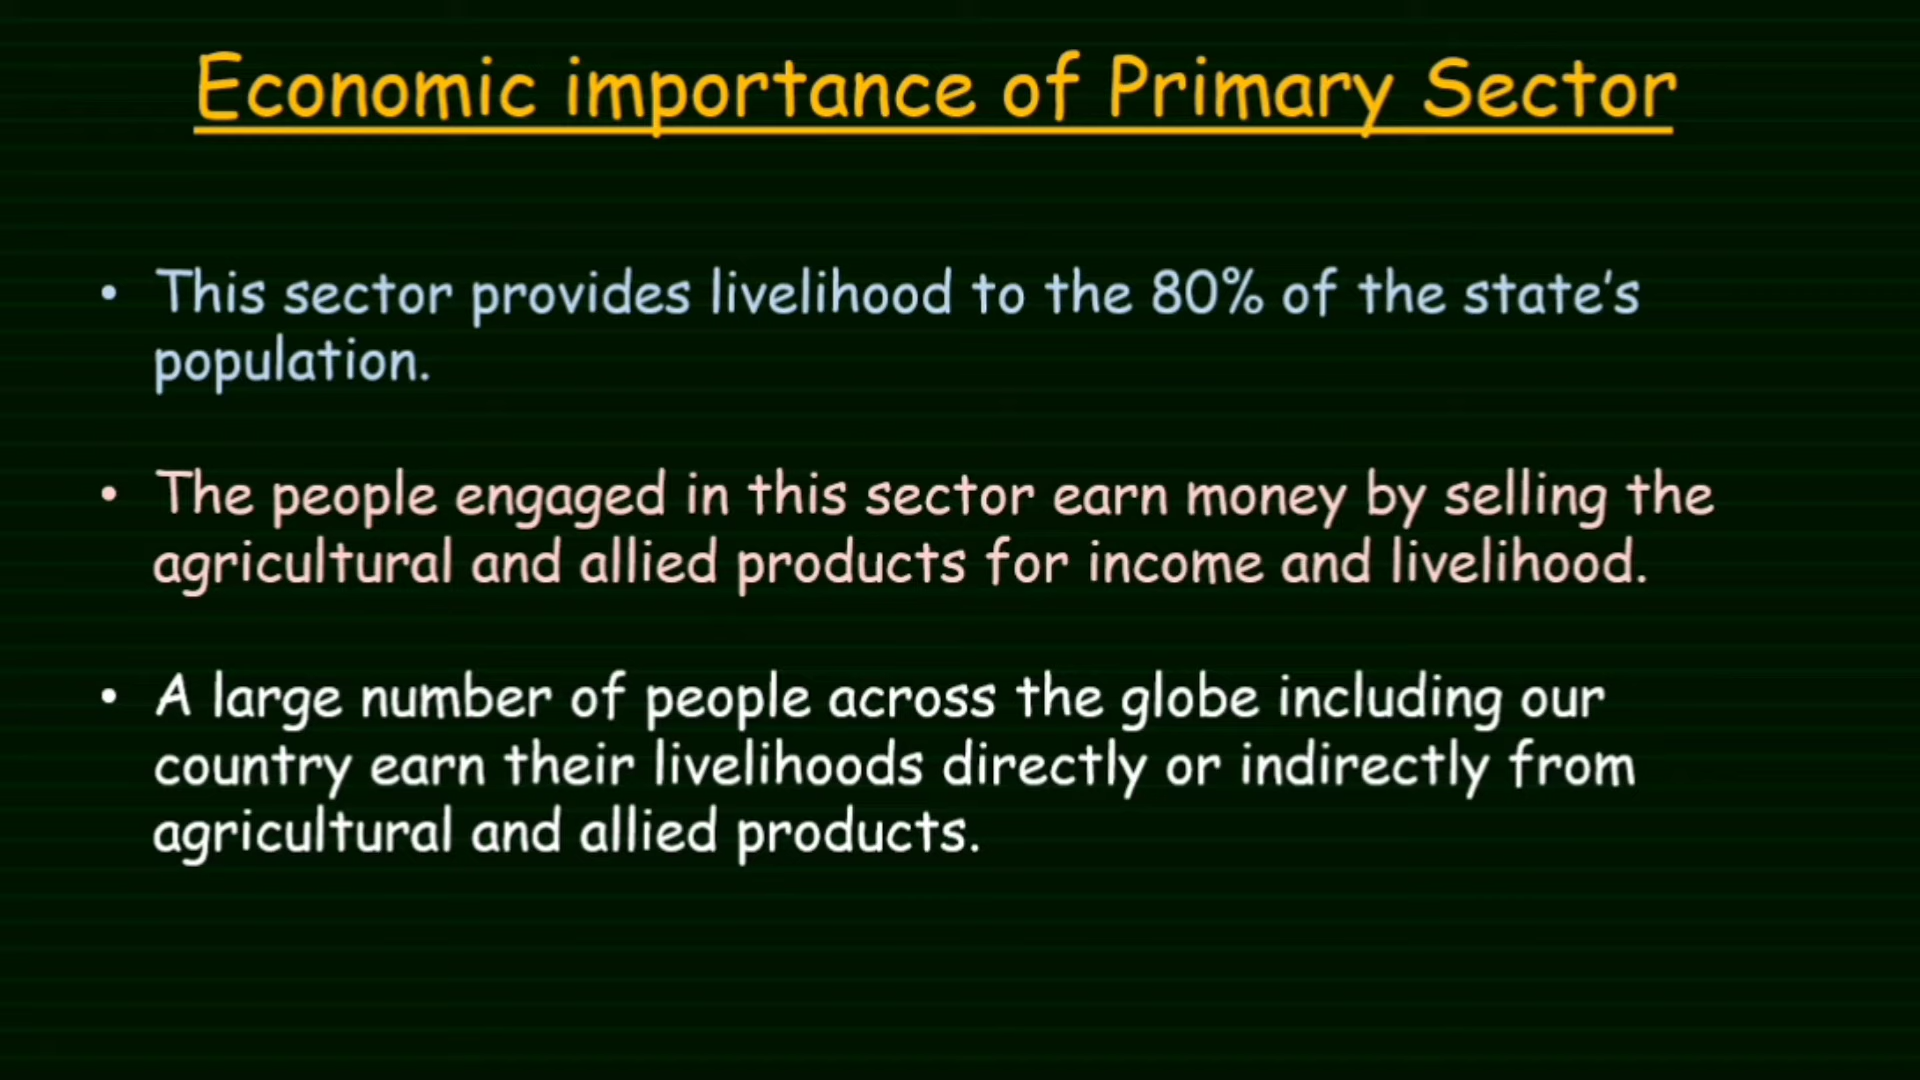 Economic importance of Primary Sector
• This sector provides livelihood to the 80% of the state's
population.
• The people engaged in this sector earn money by selling the
agricultural and allied products for income and livelihood.
• A large number of people across the globe including our
country earn their livelihoods directly or indirectly from
agricultural and allied products.